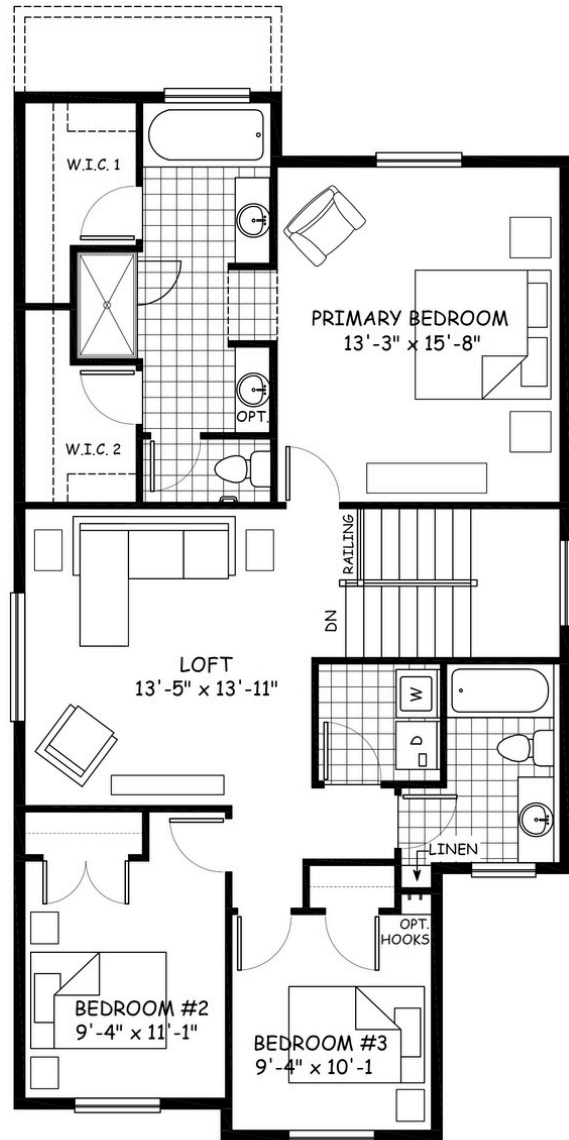 W.I.C. 1
PRIMARY BEDROOM
13'-3" x 15'-8"
OPT.
W.I.C. 2
RAILING
DN
LOFT
13'-5" x 13'-11"
W
D
LINEN
OPT.
HOOKS
BEDROOM #2
9'-4" x 11'-1"
BEDROOM #3
9'-4" x 10'-1